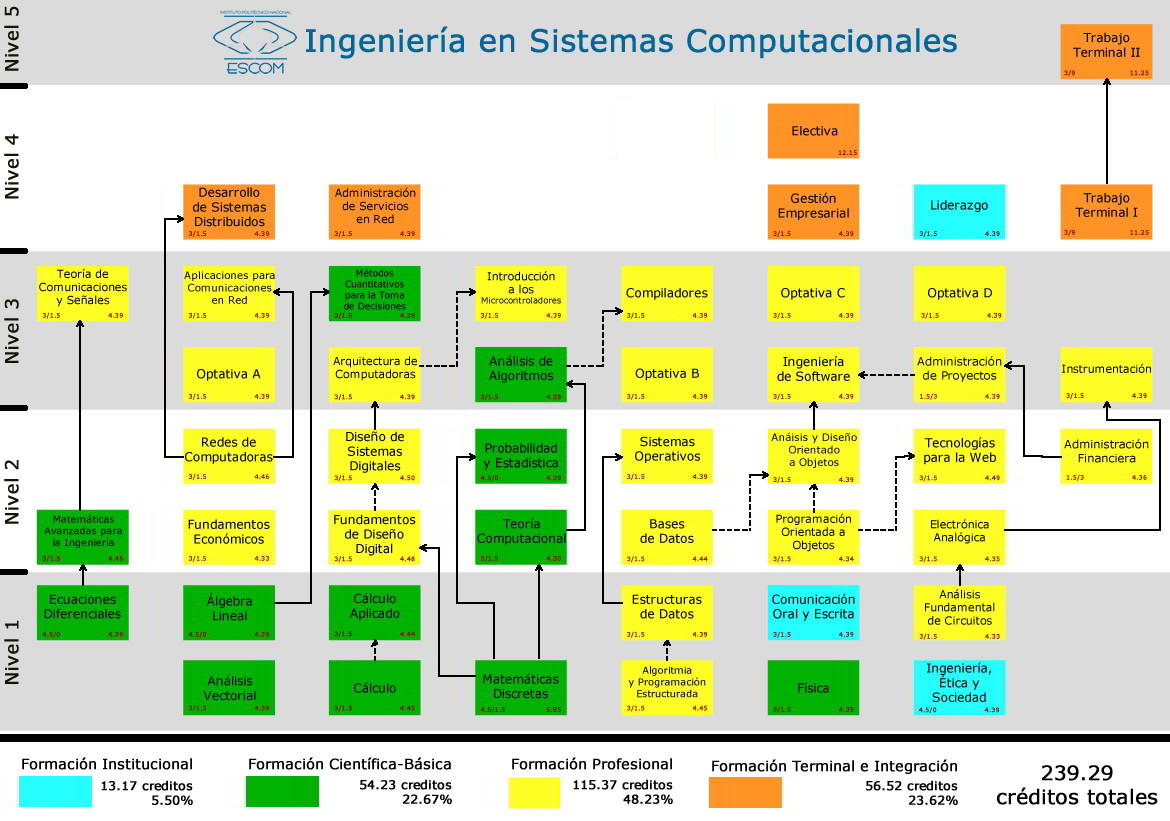 INSTITUTO POLITÉCNICO NACIONAL
ESCOM
Ingeniería en Sistemas Computacionales
Nivel 5
Trabajo
Terminal II
3/9 11.25
Nivel 4
Electiva
12.15
Desarrollo
de Sistemas
Distribuidos
3/1.5 4.39
Administración
de Servicios
en Red
3/1.5 4.39
Gestión
Empresarial
3/1.5 4.39
Liderazgo
3/1.5 4.39
Trabajo
Terminal I
3/9 11.25
Nivel 3
Teoría de
Comunicaciones
y Señales
3/1.5 4.39
Aplicaciones para
Comunicaciones
en Red
3/1.5 4.39
Métodos
Cuantitativos
para la Toma
de Decisiones
3/1.5 4.39
Introducción
a los
Microcontroladores
3/1.5 4.39
Compiladores
3/1.5 4.39
Optativa C
3/1.5 4.39
Optativa D
3/1.5 4.39
Optativa A
3/1.5 4.39
Arquitectura de
Computadoras
3/1.5 4.39
Análisis de
Algoritmos
3/1.5 4.39
Optativa B
3/1.5 4.39
Ingeniería
de Software
3/1.5 4.39
Administración
de Proyectos
1.5/3 4.39
Instrumentación
3/1.5 4.39
Nivel 2
Redes de
Computadoras
3/1.5 4.46
Diseño de
Sistemas
Digitales
3/1.5 4.50
Probabilidad
y Estadística
4.5/0 4.39
Sistemas
Operativos
3/1.5 4.39
Anáisis y Diseño
Orientado
a Objetos
3/1.5 4.39
Tecnologías
para la Web
3/1.5 4.49
Administración
Financiera
1.5/3 4.36
Matemáticas
Avanzadas para
la Ingeniería
3/1.5 4.46
Fundamentos
Económicos
3/1.5 4.33
Fundamentos
de Diseño
Digital
3/1.5 4.48
Teoría
Computacional
3/1.5 4.30
Bases
de Datos
3/1.5 4.44
Programación
Orientada a
Objetos
3/1.5 4.34
Electrónica
Analógica
3/1.5 4.35
Nivel 1
Ecuaciones
Diferenciales
4.5/0 4.39
Álgebra
Lineal
4.5/0 4.39
Cálculo
Aplicado
3/1.5 4.44
Estructuras
de Datos
3/1.5 4.39
Comunicación
Oral y Escrita
3/1.5 4.39
Análisis
Fundamental
de Circuitos
3/1.5 4.33
Análisis
Vectorial
3/1.5 4.39
Cálculo
3/1.5 4.45
Matemáticas
Discretas
4.5/1.5 5.85
Algoritmia
y Programación
Estructurada
3/1.5 4.45
Física
3/1.5 4.39
Ingeniería,
Ética y
Sociedad
4.5/0 4.39
Formación Institucional
13.17 creditos
5.50%
Formación Científica-Básica
54.23 creditos
22.67%
Formación Profesional
115.37 creditos
48.23%
Formación Terminal e Integración
56.52 creditos
23.62%
239.29
créditos totales